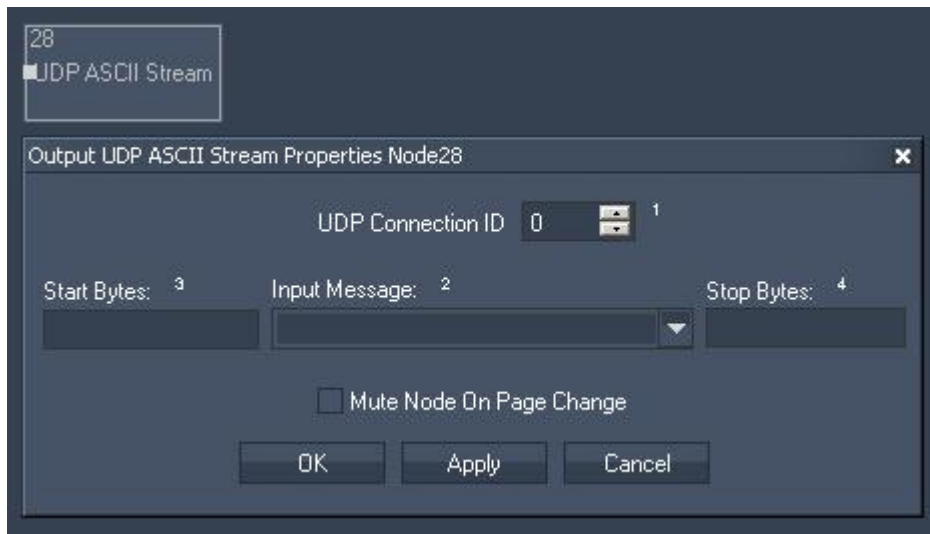 28
UDP ASCII Stream
Output UDP ASCII Stream Properties Node28
UDP Connection ID 0 1
Start Bytes: 3 Input Message: 2 Stop Bytes: 4
Mute Node On Page Change
OK Apply Cancel